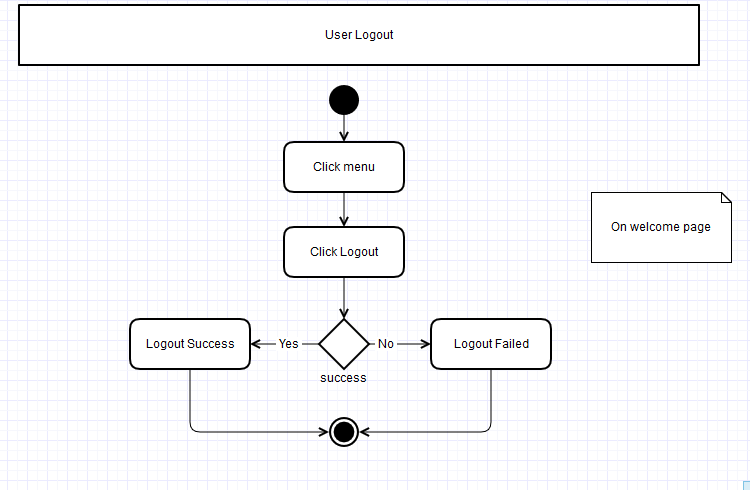 User Logout
Click menu
On welcome page
Click Logout
Logout Success
Yes
No
Logout Failed
success